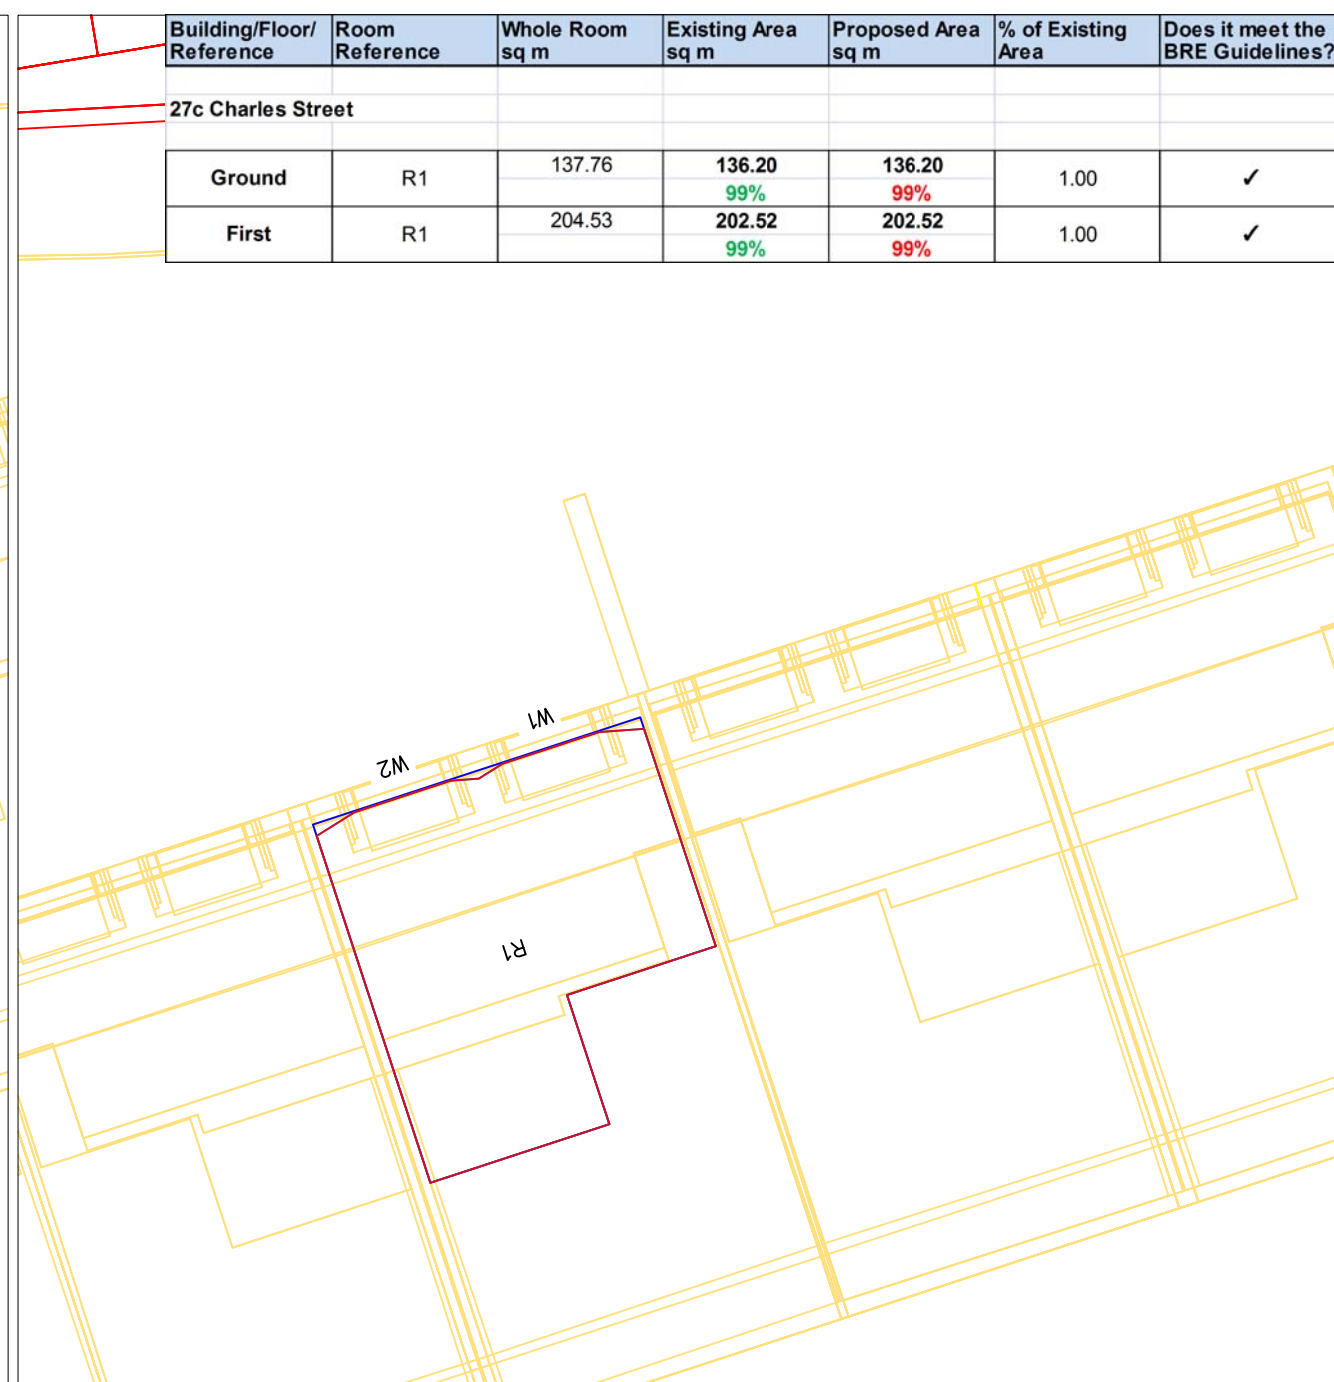 Building/Floor/ Reference Room Reference Whole Room sq m Existing Area sq m Proposed Area sq m % of Existing Area Does it meet the BRE Guidelines?
27c Charles Street
Ground R1 137.76 136.20 136.20 1.00 ✓
99% 99%
First R1 204.53 202.52 202.52 1.00 ✓
99% 99%
W1
W2
R1